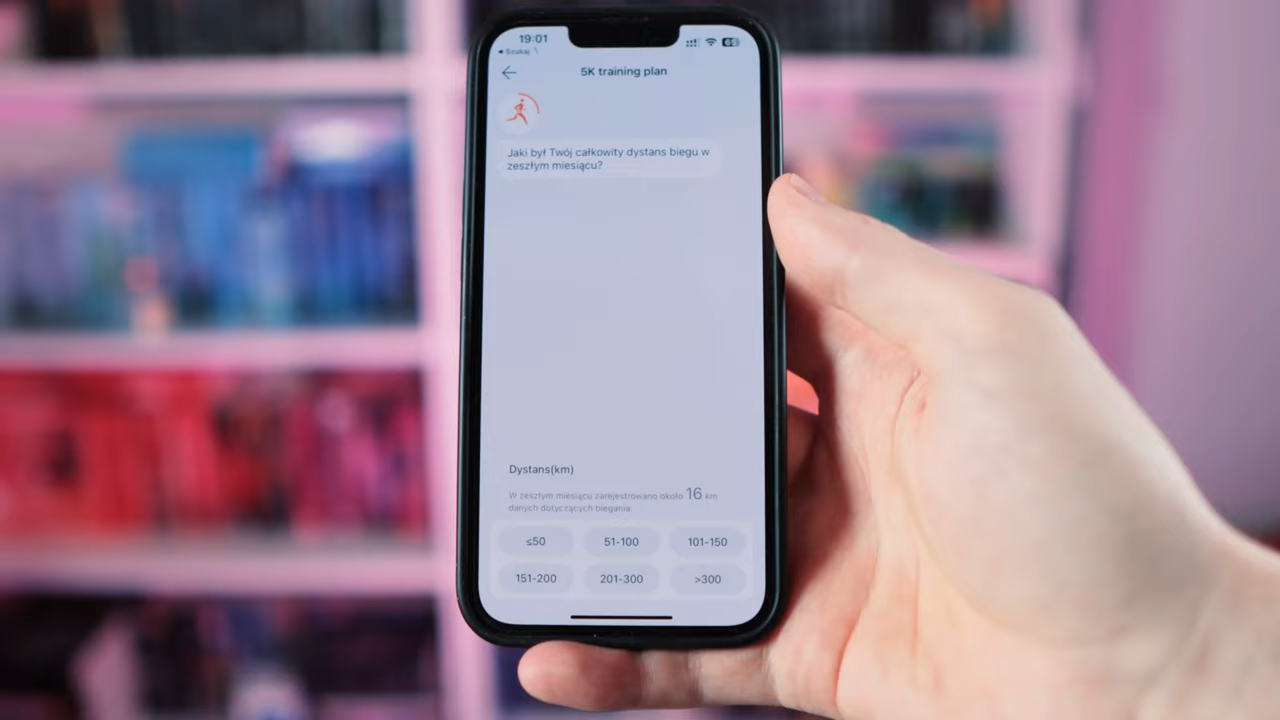 19:01
◂ Szukaj
5K training plan
Jaki był Twój całkowity dystans biegu w
zeszłym miesiącu?
Dystans(km)
W zeszłym miesiącu zarejestrowano około 16 km
danych dotyczących biegania.
≤50 51-100 101-150
151-200 201-300 >300